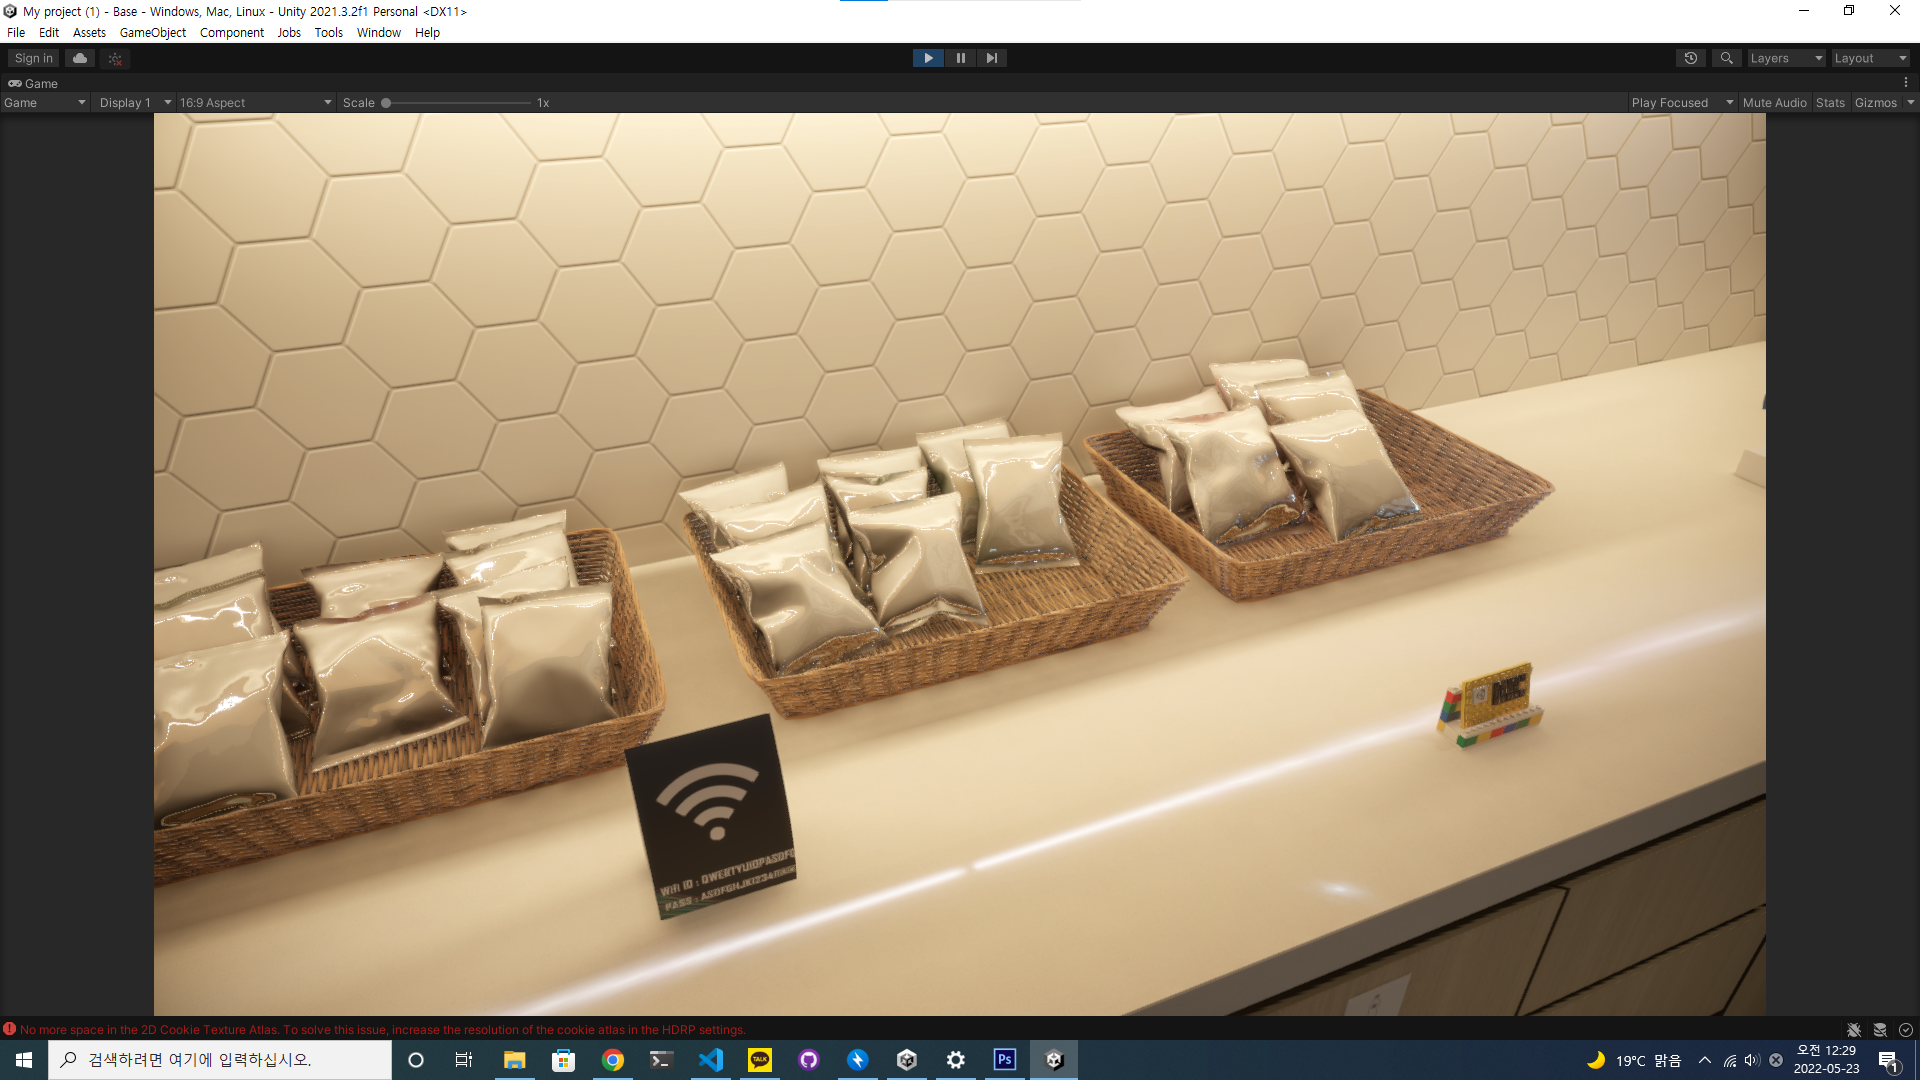 My project (1) - Base - Windows, Mac, Linux - Unity 2021.3.2f1 Personal <DX11>
File Edit Assets GameObject Component Jobs Tools Window Help
Sign in
Layers
Layout
Game
Game
Display 1
16:9 Aspect
Scale
1x
Play Focused
Mute Audio
Stats
Gizmos
Wifi ID : QWERTYUIOPASDFG
PASS :
No more space in the 2D Cookie Texture Atlas. To solve this issue, increase the resolution of the cookie atlas in the HDRP settings.
검색하려면 여기에 입력하십시오.
TALK
Ps
19°C 맑음
오전 12:29
2022-05-23
1